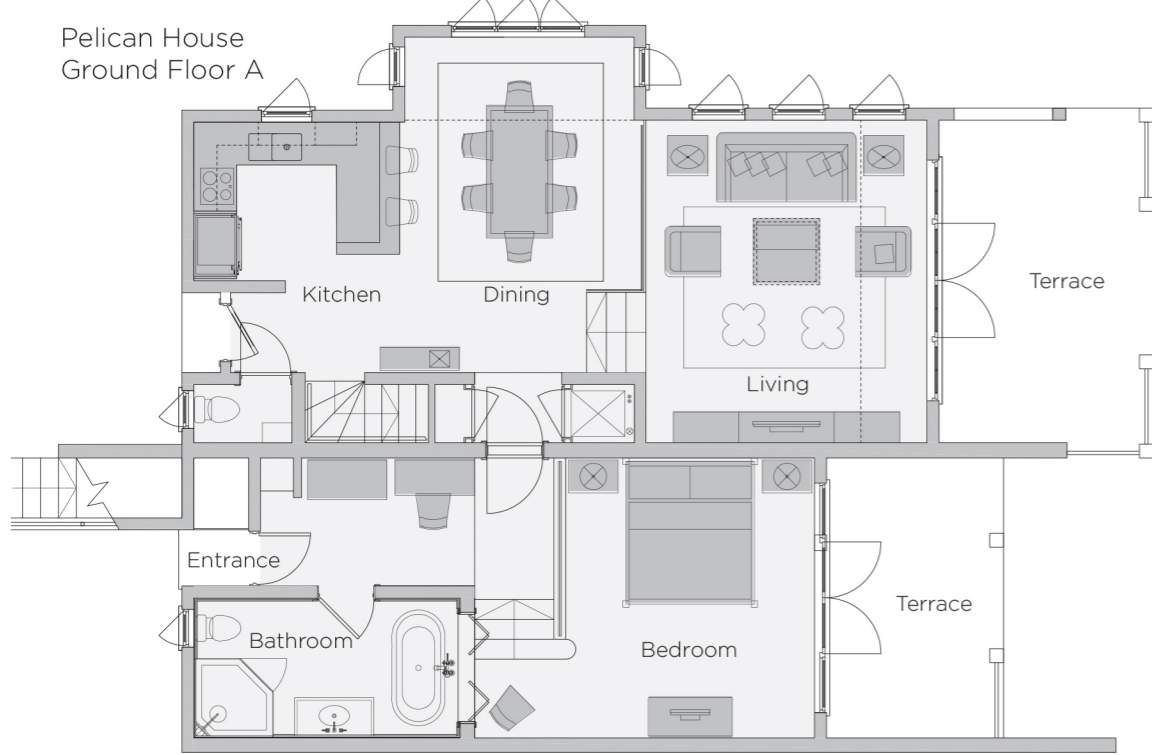 Pelican House
Ground Floor A
Kitchen
Dining
Terrace
Living
Entrance
Terrace
Bathroom
Bedroom